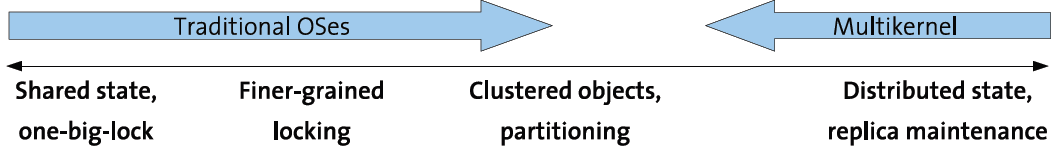 Traditional OSes
Multikernel
Shared state,
one-big-lock
Finer-grained
locking
Clustered objects,
partitioning
Distributed state,
replica maintenance